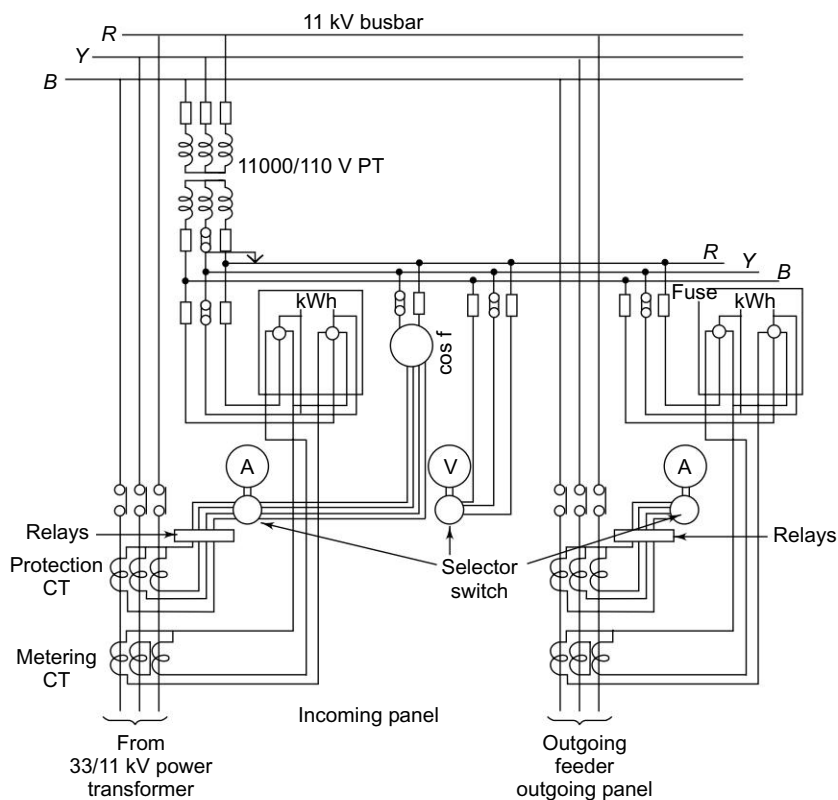 11 kV busbar
R
Y
B
11000/110 V PT
R
Y
B
kWh
Fuse
kWh
cos f
A
V
A
Relays
Selector
switch
Relays
Protection
CT
Metering
CT
Incoming panel
From
33/11 kV power
transformer
Outgoing
feeder
outgoing panel